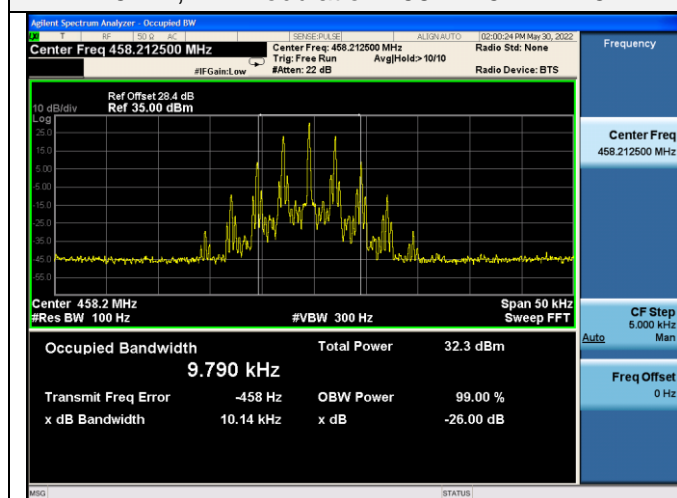 Agilent Spectrum Analyzer - Occupied BW
LXI T RF 50 Ω AC SENSE:PULSE ALIGN AUTO 02:00:24 PM May 30, 2022
Center Freq 458.212500 MHz Center Freq: 458.212500 MHz Radio Std: None Frequency
Trig: Free Run Avg|Hold:> 10/10
#IFGain:Low #Atten: 22 dB Radio Device: BTS
Ref Offset 28.4 dB
10 dB/div Ref 35.00 dBm
Log
25.0
15.0
5.00
-5.00
-15.0
-25.0
-35.0
-45.0
-55.0
Center Freq
458.212500 MHz
Center 458.2 MHz Span 50 kHz
#Res BW 100 Hz #VBW 300 Hz Sweep FFT
CF Step
5.000 kHz
Auto Man
Occupied Bandwidth Total Power 32.3 dBm
9.790 kHz
Freq Offset
0 Hz
Transmit Freq Error -458 Hz OBW Power 99.00 %
x dB Bandwidth 10.14 kHz x dB -26.00 dB
MSG STATUS